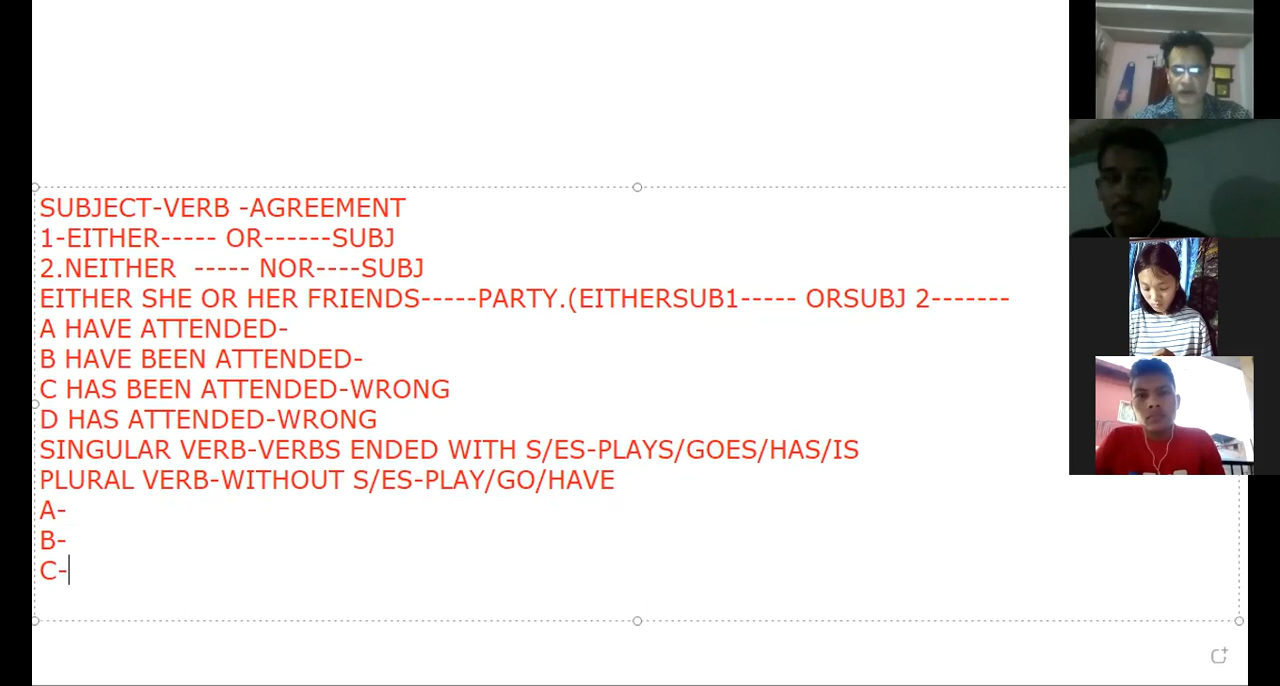 SUBJECT-VERB -AGREEMENT
1-EITHER----- OR------SUBJ
2.NEITHER ----- NOR----SUBJ
EITHER SHE OR HER FRIENDS-----PARTY.(EITHERSUB1----- ORSUBJ 2-------
A HAVE ATTENDED-
B HAVE BEEN ATTENDED-
C HAS BEEN ATTENDED-WRONG
D HAS ATTENDED-WRONG
SINGULAR VERB-VERBS ENDED WITH S/ES-PLAYS/GOES/HAS/IS
PLURAL VERB-WITHOUT S/ES-PLAY/GO/HAVE
A-
B-
C-